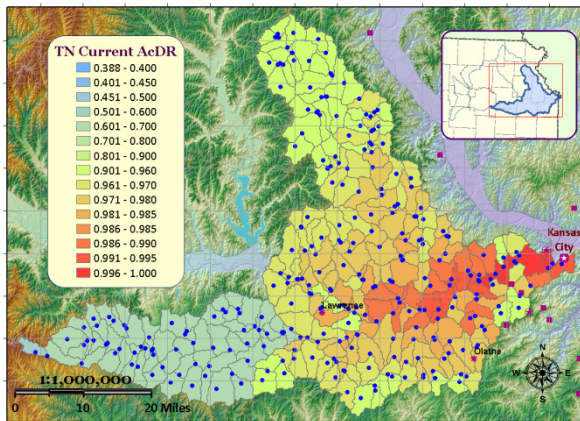 TN Current AcDR
0.388 - 0.400
0.401 - 0.450
0.451 - 0.500
0.501 - 0.600
0.601 - 0.700
0.701 - 0.800
0.801 - 0.900
0.901 - 0.960
0.961 - 0.970
0.971 - 0.980
0.981 - 0.985
0.986 - 0.985
0.986 - 0.990
0.991 - 0.995
0.996 - 1.000
Kansas
City
Lawrence
Olathe
1:1,000,000
0 10 20 Miles
N
W E
S